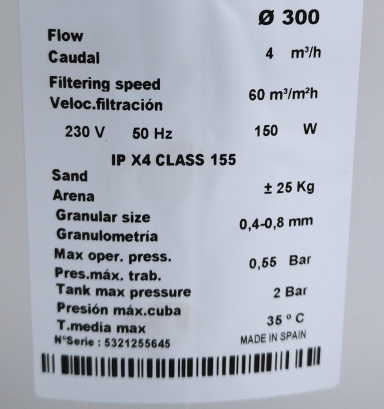 Ø 300
Flow
Caudal 4 m³/h
Filtering speed
Veloc.filtración 60 m³/m²h
230 V 50 Hz 150 W
IP X4 CLASS 155
Sand
Arena ± 25 Kg
Granular size
Granulometría 0,4-0,8 mm
Max oper. press.
Pres.máx. trab. 0,55 Bar
Tank max pressure
Presión máx.cuba 2 Bar
T.media max 35 º C
NºSerie : 5321255645 MADE IN SPAIN